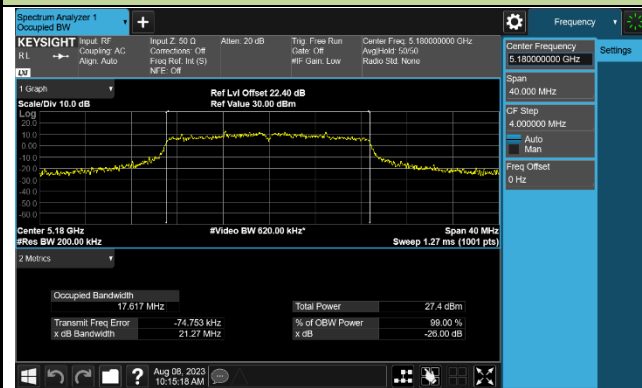 Spectrum Analyzer 1
Occupied BW
Frequency
KEYSIGHT
RL
LXI
Input: RF
Coupling: AC
Align: Auto
Input Z: 50 Ω
Corrections: Off
Freq Ref: Int (S)
NFE: Off
Atten: 20 dB
Trig: Free Run
Gate: Off
#IF Gain: Low
Center Freq: 5.180000000 GHz
Avg|Hold: 50/50
Radio Std: None
Center Frequency
5.180000000 GHz
Settings
Span
40.000 MHz
CF Step
4.000000 MHz
Auto
Man
Freq Offset
0 Hz
1 Graph
Scale/Div 10.0 dB
Ref Lvl Offset 22.40 dB
Ref Value 30.00 dBm
Log
20.0
10.0
0.00
-10.0
-20.0
-30.0
-40.0
-50.0
-60.0
Center 5.18 GHz
#Res BW 200.00 kHz
#Video BW 620.00 kHz*
Span 40 MHz
Sweep 1.27 ms (1001 pts)
2 Metrics
Occupied Bandwidth
17.617 MHz
Total Power 27.4 dBm
Transmit Freq Error -74.753 kHz
% of OBW Power 99.00 %
x dB Bandwidth 21.27 MHz
x dB -26.00 dB
?
Aug 08, 2023
10:15:18 AM